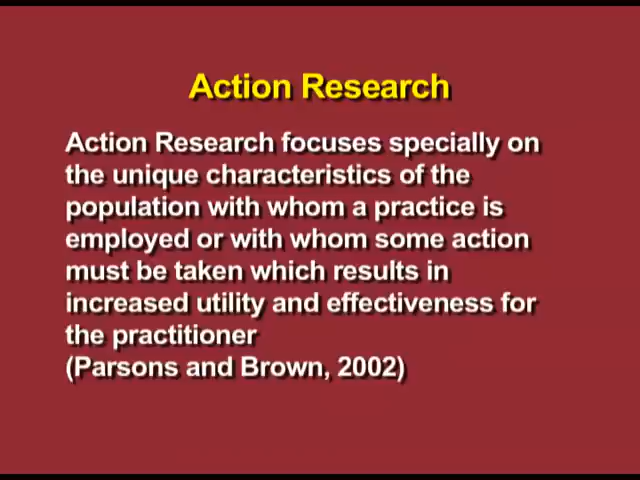 Action Research
Action Research focuses specially on
the unique characteristics of the
population with whom a practice is
employed or with whom some action
must be taken which results in
increased utility and effectiveness for
the practitioner
(Parsons and Brown, 2002)